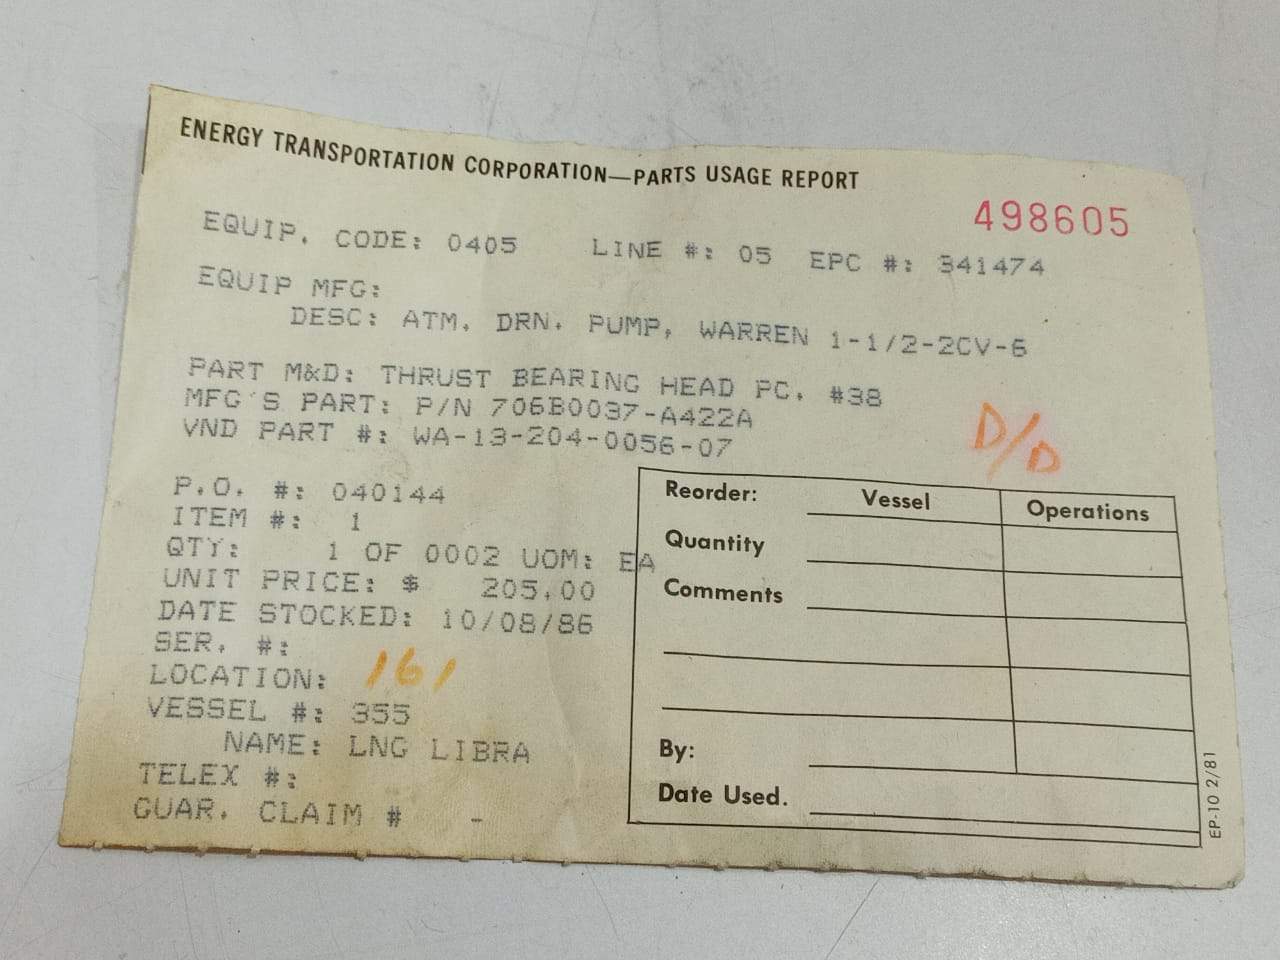 ENERGY TRANSPORTATION CORPORATION—PARTS USAGE REPORT
498605
EQUIP. CODE: 0405 LINE #: 05 EPC #: 341474
EQUIP MFG:
DESC: ATM. DRN. PUMP, WARREN 1-1/2-2CV-6
PART M&D: THRUST BEARING HEAD PC. #38
MFG'S PART: P/N 706B0037-A422A
VND PART #: WA-13-204-0056-07
D/D
P.O. #: 040144
ITEM #: 1
QTY: 1 OF 0002 UOM: EA
UNIT PRICE: $ 205.00
DATE STOCKED: 10/08/86
SER. #:
LOCATION: 161
VESSEL #: 355
NAME: LNG LIBRA
TELEX #:
GUAR. CLAIM # -
Reorder: Vessel Operations
Quantity
Comments
By:
Date Used.
EP-10 2/81